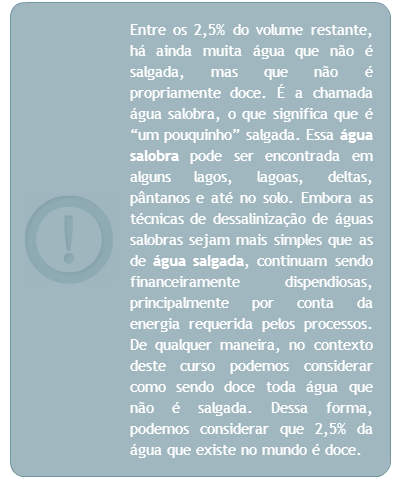 Entre os 2,5% do volume restante,
há ainda muita água que não é
salgada, mas que não é
propriamente doce. É a chamada
água salobra, o que significa que é
“um pouquinho” salgada. Essa água
salobra pode ser encontrada em
alguns lagos, lagoas, deltas,
pântanos e até no solo. Embora as
técnicas de dessalinização de águas
salobras sejam mais simples que as
de água salgada, continuam sendo
financeiramente dispendiosas,
principalmente por conta da
energia requerida pelos processos.
De qualquer maneira, no contexto
deste curso podemos considerar
como sendo doce toda água que
não é salgada. Dessa forma,
podemos considerar que 2,5% da
água que existe no mundo é doce.